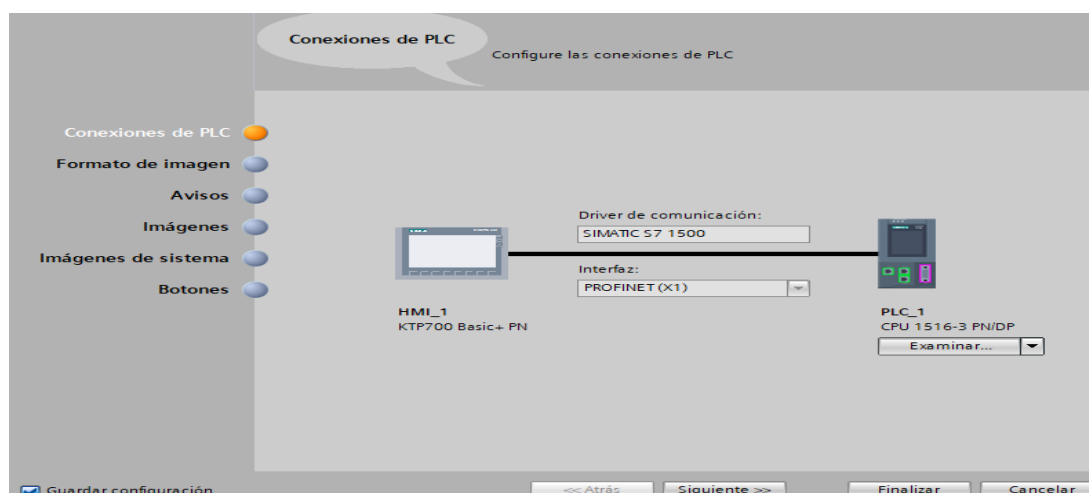 Conexiones de PLC
Configure las conexiones de PLC
Conexiones de PLC
Formato de imagen
Avisos
Imágenes
Imágenes de sistema
Botones
Driver de comunicación:
SIMATIC S7 1500
Interfaz:
PROFINET (X1)
HMI_1
KTP700 Basic+ PN
PLC_1
CPU 1516-3 PN/DP
Examinar...
Guardar configuración
<< Atrás
Siguiente >>
Finalizar
Cancelar